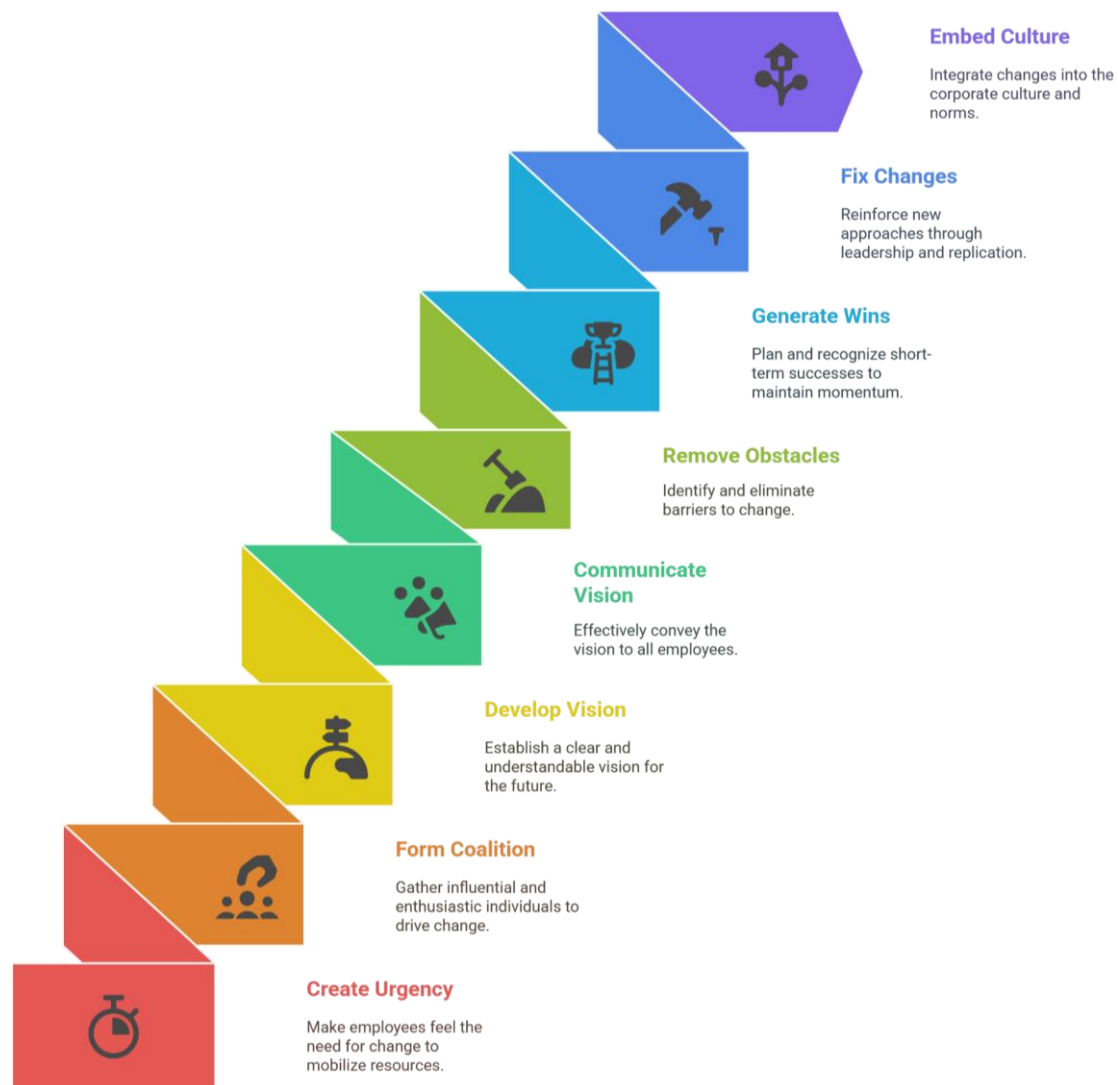 Embed Culture
Integrate changes into the
corporate culture and
norms.
Fix Changes
Reinforce new
approaches through
leadership and replication.
Generate Wins
Plan and recognize short-
term successes to
maintain momentum.
Remove Obstacles
Identify and eliminate
barriers to change.
Communicate
Vision
Effectively convey the
vision to all employees.
Develop Vision
Establish a clear and
understandable vision for
the future.
Form Coalition
Gather influential and
enthusiastic individuals to
drive change.
Create Urgency
Make employees feel the
need for change to
mobilize resources.